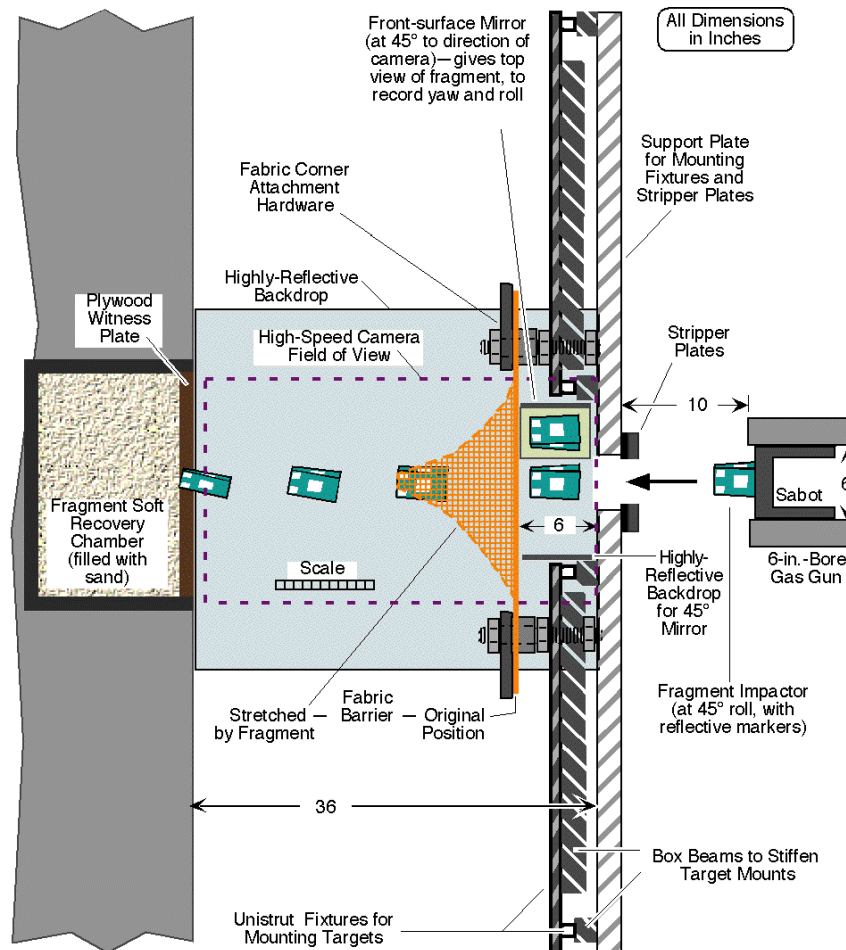 Front-surface Mirror
(at 45° to direction of
camera)—gives top
view of fragment, to
record yaw and roll
All Dimensions
in Inches
Support Plate
for Mounting
Fixtures and
Stripper Plates
Fabric Corner
Attachment
Hardware
Highly-Reflective
Backdrop
Plywood
Witness
Plate
High-Speed Camera
Field of View
Stripper
Plates
10
Sabot
6
6-in.-Bore
Gas Gun
Fragment Soft
Recovery
Chamber
(filled with
sand)
6
Scale
Highly-
Reflective
Backdrop
for 45°
Mirror
Fragment Impactor
(at 45° roll, with
reflective markers)
Stretched — Fabric — Original
by Fragment Barrier Position
36
Box Beams to Stiffen
Target Mounts
Unistrut Fixtures for
Mounting Targets